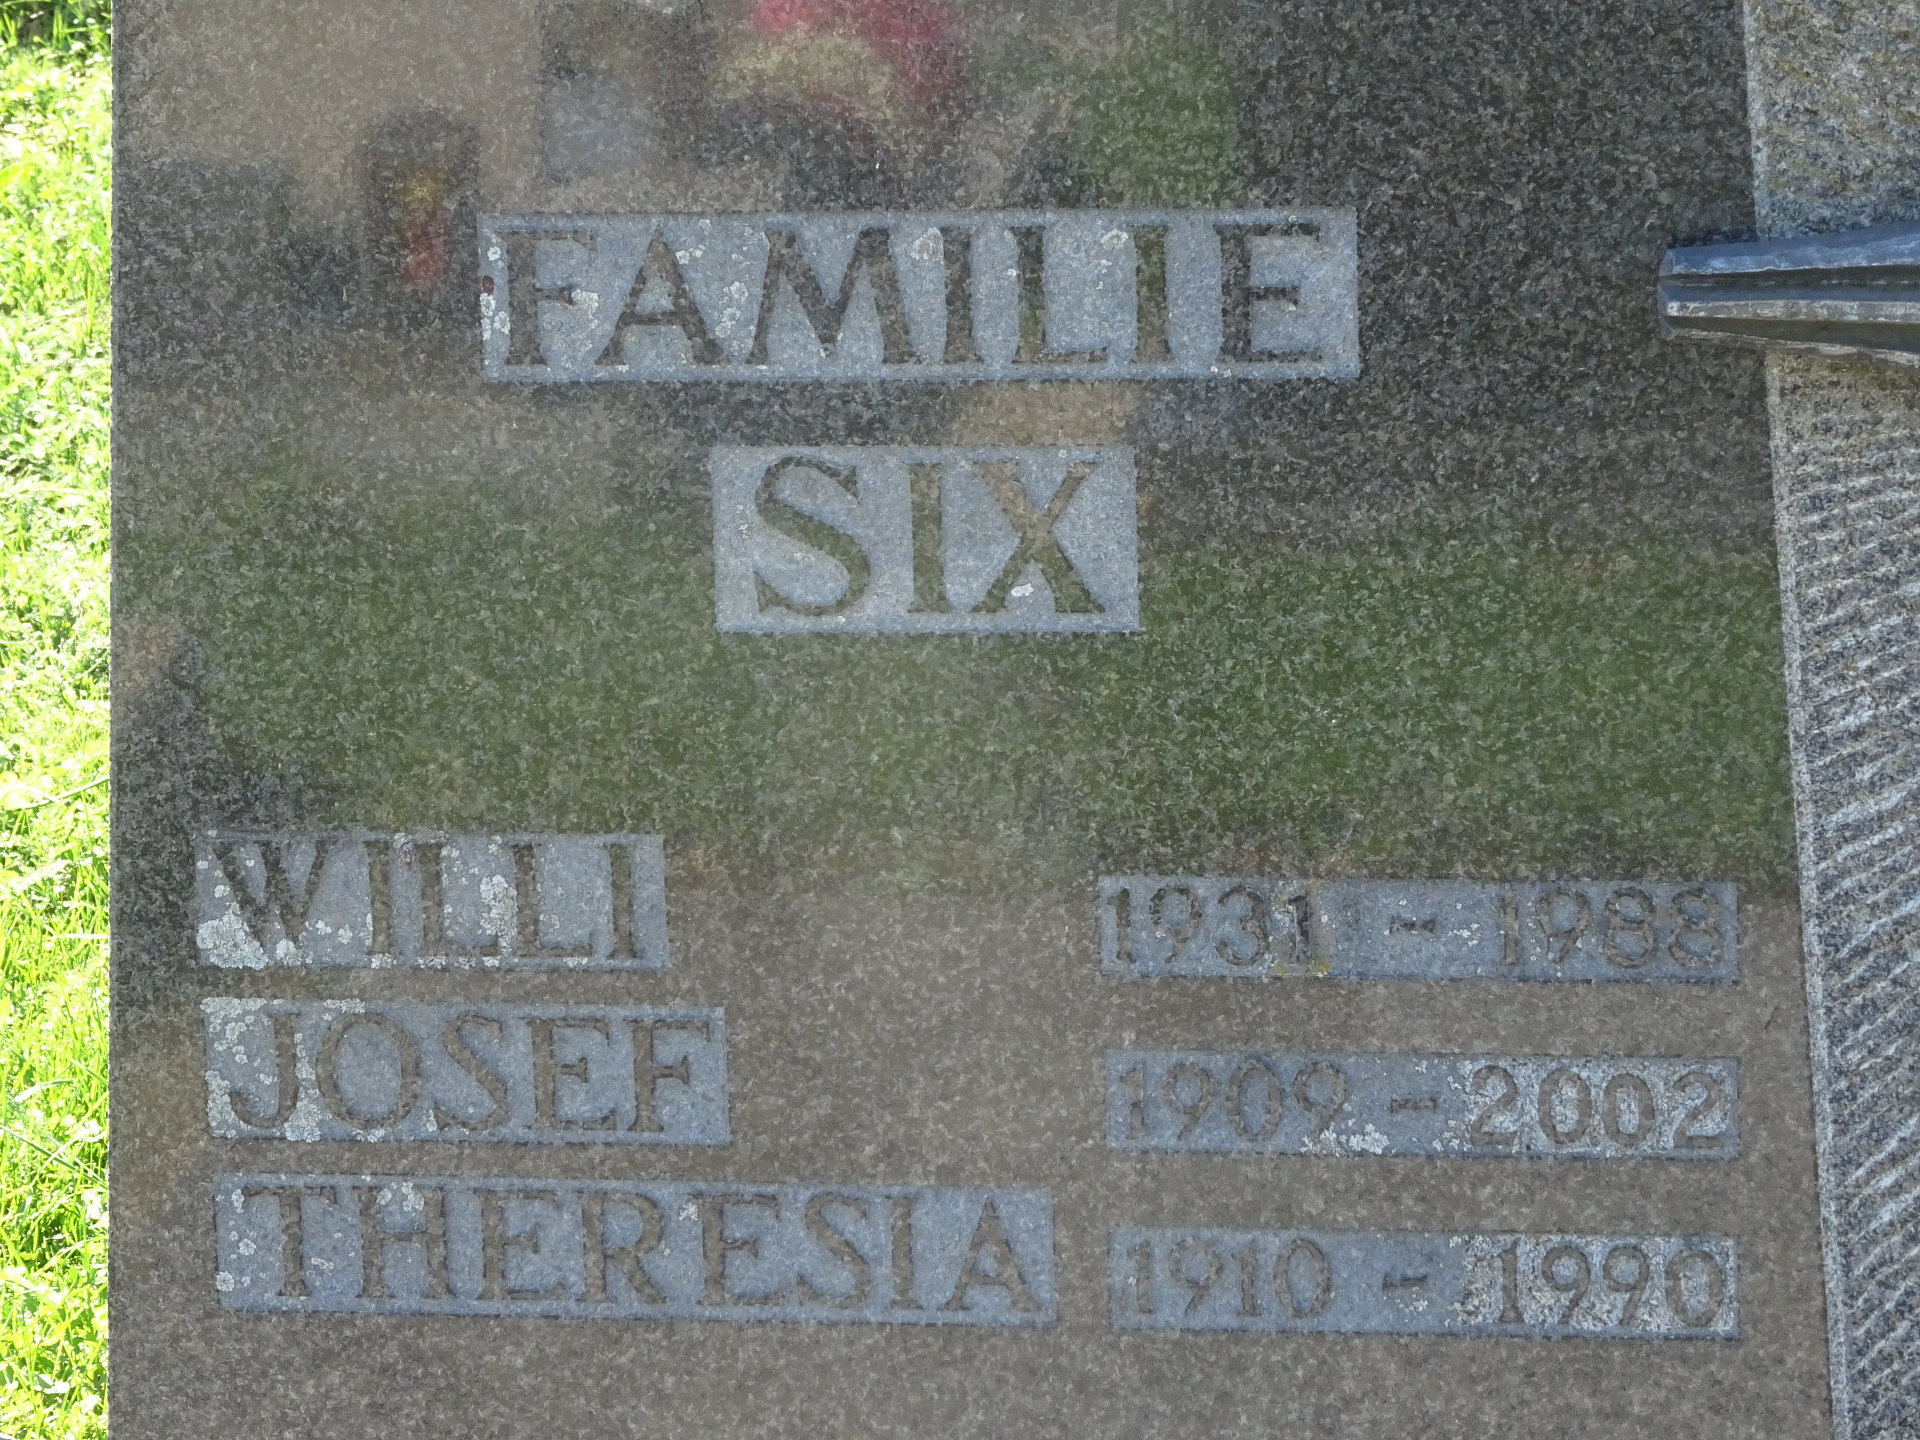 FAMILIE
SIX
WILLI 1931 - 1988
JOSEF 1909 - 2002
THERESIA 1910 - 1990